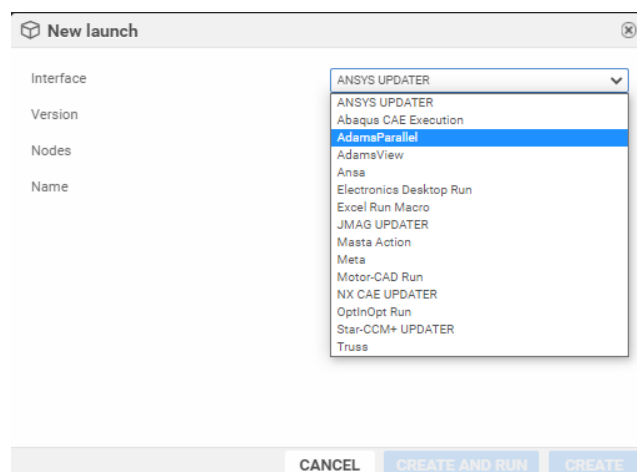 New launch
Interface
ANSYS UPDATER
Version
Nodes
Name
ANSYS UPDATER
Abaqus CAE Execution
AdamsParallel
AdamsView
Ansa
Electronics Desktop Run
Excel Run Macro
JMAG UPDATER
Masta Action
Meta
Motor-CAD Run
NX CAE UPDATER
OptInOpt Run
Star-CCM+ UPDATER
Truss
CANCEL CREATE AND RUN CREATE